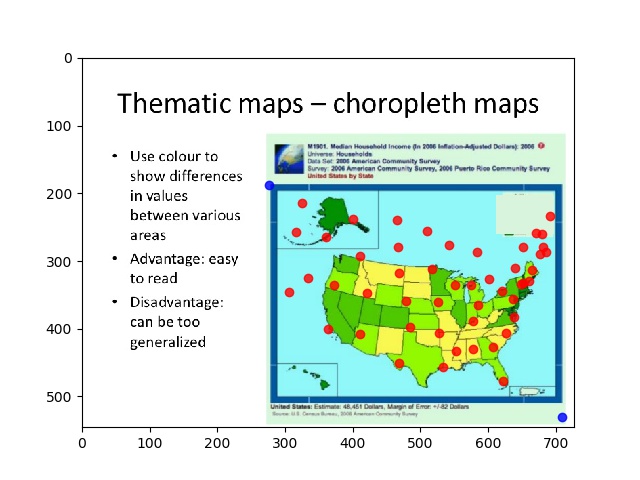 Thematic maps – choropleth maps
• Use colour to
show differences
in values
between various
areas
• Advantage: easy
to read
• Disadvantage:
can be too
generalized
M1901. Median Household Income (In 2006 Inflation-Adjusted Dollars): 2006
Universe: Households
Data Set: 2006 American Community Survey
Survey: 2006 American Community Survey, 2006 Puerto Rico Community Survey
United States by State
United States: Estimate: 48,451 Dollars, Margin of Error: +/-82 Dollars
Source: U.S. Census Bureau, 2006 American Community Survey
0
100
200
300
400
500
0 100 200 300 400 500 600 700